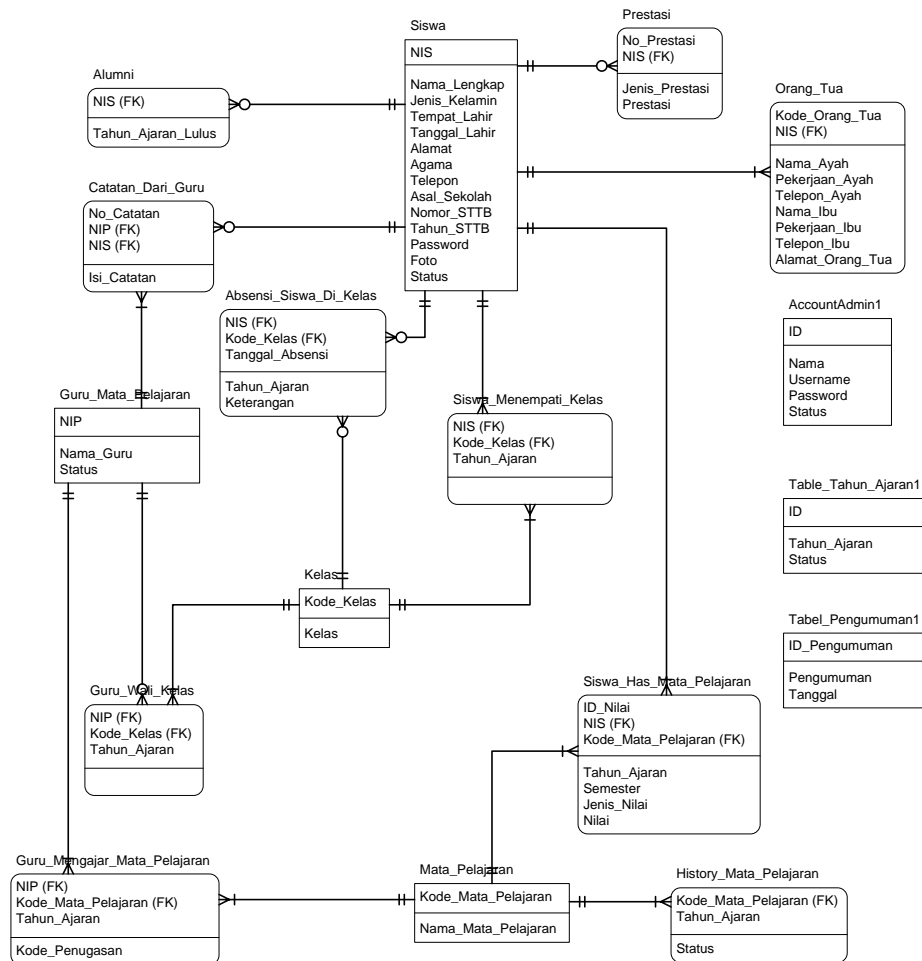 Siswa
NIS
Nama_Lengkap
Jenis_Kelamin
Tempat_Lahir
Tanggal_Lahir
Alamat
Agama
Telepon
Asal_Sekolah
Nomor_STTB
Tahun_STTB
Password
Foto
Status
Prestasi
No_Prestasi
NIS (FK)
Jenis_Prestasi
Prestasi
Alumni
NIS (FK)
Tahun_Ajaran_Lulus
Orang_Tua
Kode_Orang_Tua
NIS (FK)
Nama_Ayah
Pekerjaan_Ayah
Telepon_Ayah
Nama_Ibu
Pekerjaan_Ibu
Telepon_Ibu
Alamat_Orang_Tua
Catatan_Dari_Guru
No_Catatan
NIP (FK)
NIS (FK)
Isi_Catatan
Absensi_Siswa_Di_Kelas
NIS (FK)
Kode_Kelas (FK)
Tanggal_Absensi
Tahun_Ajaran
Keterangan
AccountAdmin1
ID
Nama
Username
Password
Status
Guru_Mata_Pelajaran
NIP
Nama_Guru
Status
Siswa_Menempati_Kelas
NIS (FK)
Kode_Kelas (FK)
Tahun_Ajaran
Table_Tahun_Ajaran1
ID
Tahun_Ajaran
Status
Kelas
Kode_Kelas
Kelas
Tabel_Pengumuman1
ID_Pengumuman
Pengumuman
Tanggal
Guru_Wali_Kelas
NIP (FK)
Kode_Kelas (FK)
Tahun_Ajaran
Siswa_Has_Mata_Pelajaran
ID_Nilai
NIS (FK)
Kode_Mata_Pelajaran (FK)
Tahun_Ajaran
Semester
Jenis_Nilai
Nilai
Guru_Mengajar_Mata_Pelajaran
NIP (FK)
Kode_Mata_Pelajaran (FK)
Tahun_Ajaran
Kode_Penugasan
Mata_Pelajaran
Kode_Mata_Pelajaran
Nama_Mata_Pelajaran
History_Mata_Pelajaran
Kode_Mata_Pelajaran (FK)
Tahun_Ajaran
Status